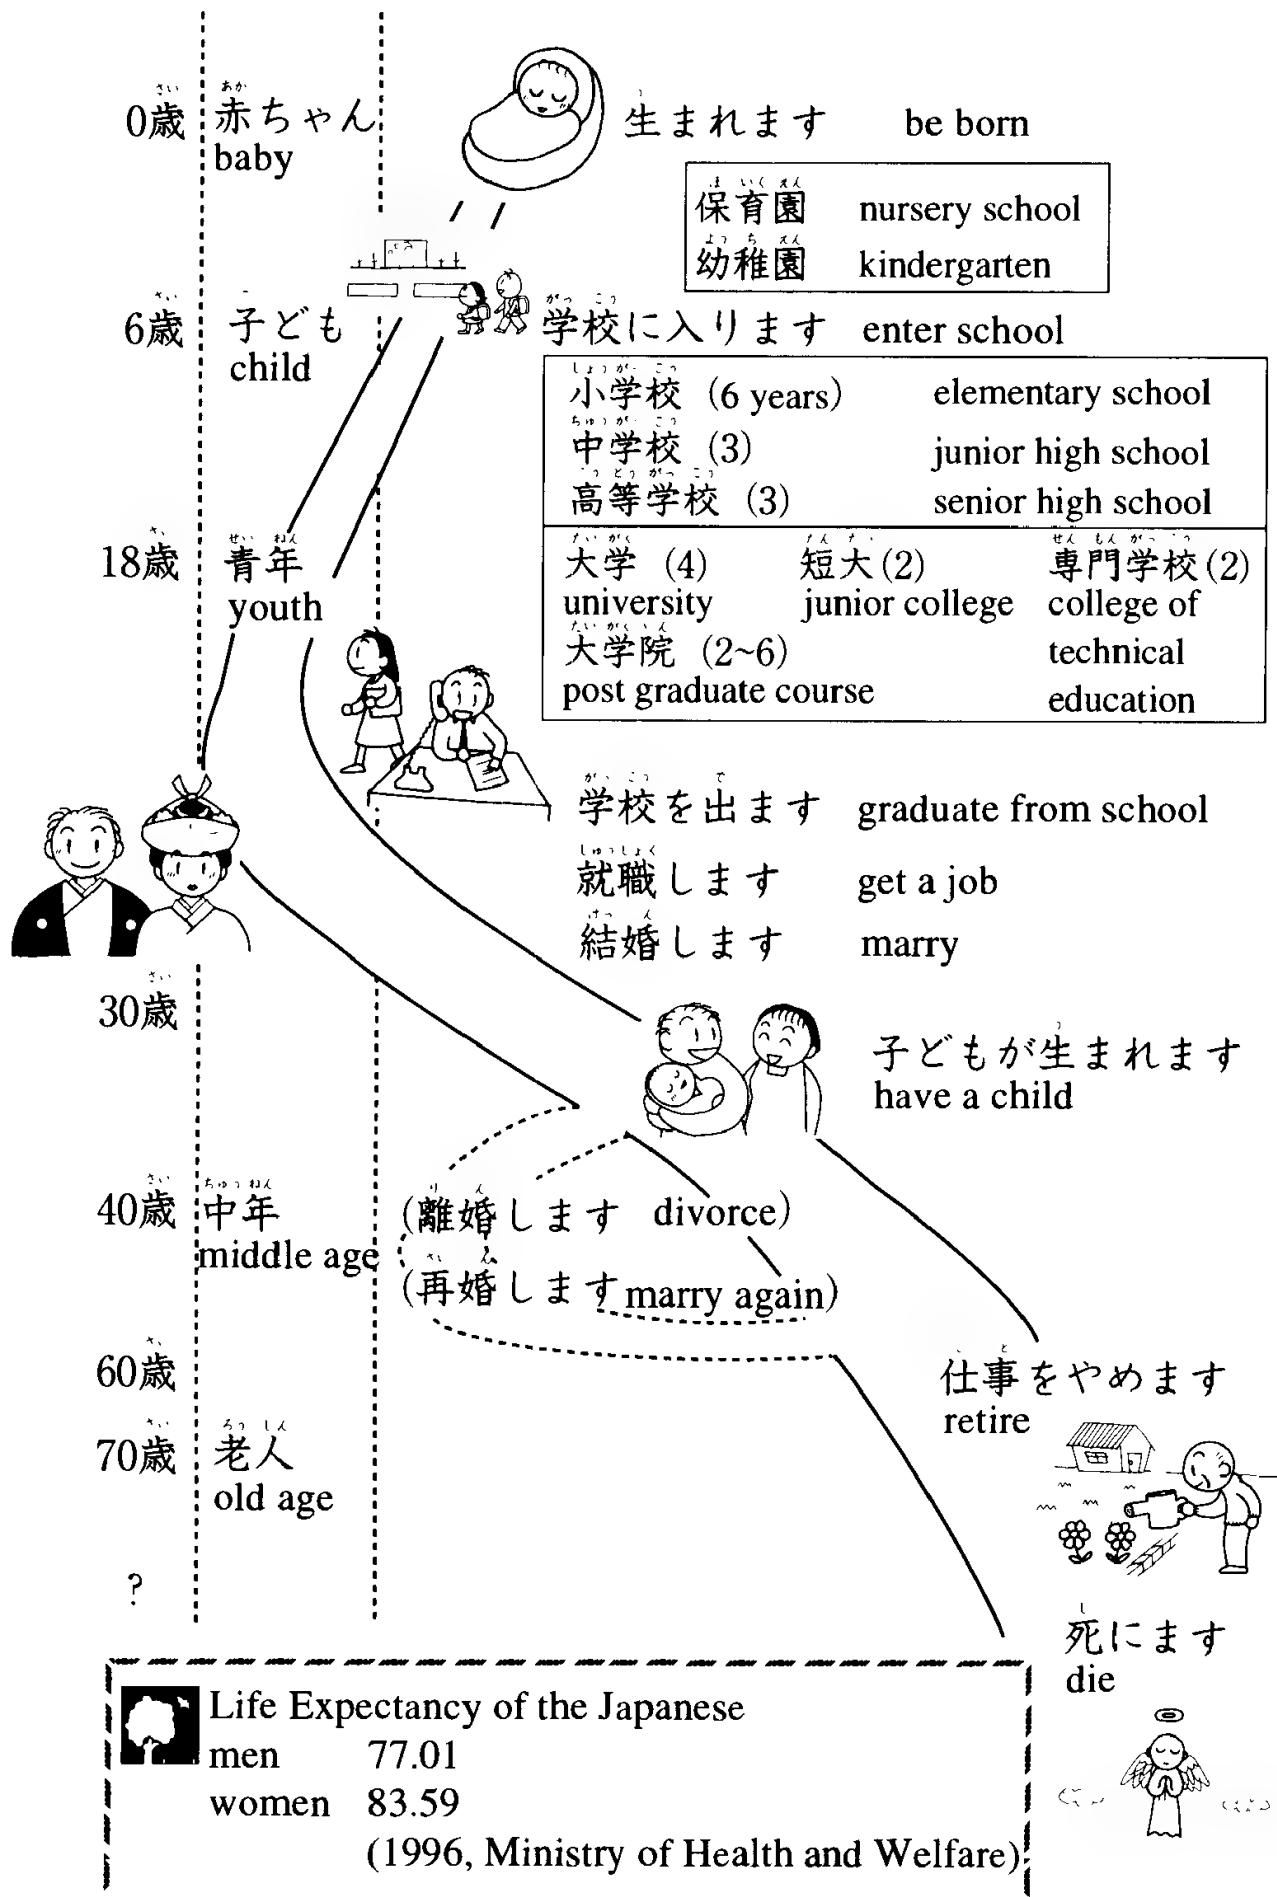 0歳 赤ちゃん 生まれます be born
baby
保育園 nursery school
幼稚園 kindergarten
6歳 子ども 学校に入ります enter school
child
小学校 (6 years) elementary school
中学校 (3) junior high school
高等学校 (3) senior high school
18歳 青年 大学 (4) 短大(2) 専門学校(2)
youth university junior college college of
大学院 (2~6) technical
post graduate course education
学校を出ます graduate from school
就職します get a job
結婚します marry
30歳
子どもが生まれます
have a child
40歳 中年 (離婚します divorce)
middle age
(再婚します marry again)
60歳 仕事をやめます
retire
70歳 老人
old age
?
死にます
die
Life Expectancy of the Japanese
men 77.01
women 83.59
(1996, Ministry of Health and Welfare)